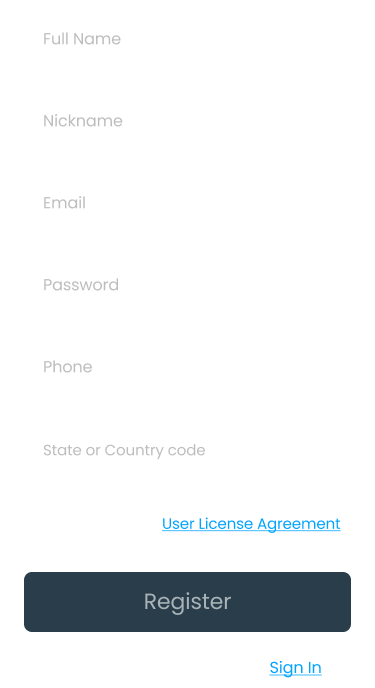 Full Name
Nickname
Email
Password
Phone
State or Country code
User License Agreement
Register
Sign In